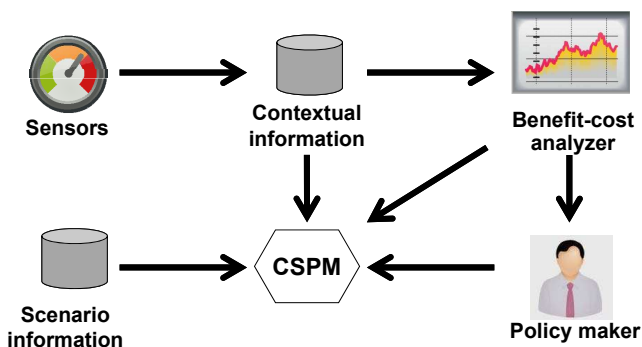 Sensors
Contextual
information
Benefit-cost
analyzer
CSPM
Scenario
information
Policy maker